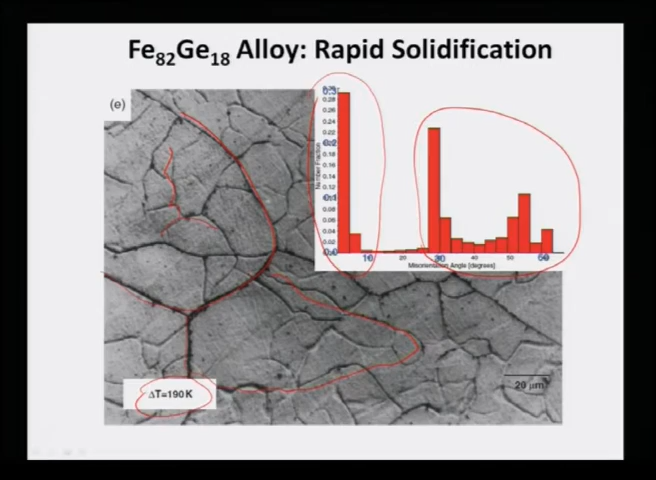 Fe₈₂Ge₁₈ Alloy: Rapid Solidification
(e)
0.3
0.28
0.26
0.24
0.22
0.2
0.18
0.16
0.14
0.12
0.1
0.08
0.06
0.04
0.02
0.0
Number Fraction
10 20 30 40 50 60
Misorientation Angle [degrees]
ΔT=190K
20 μm